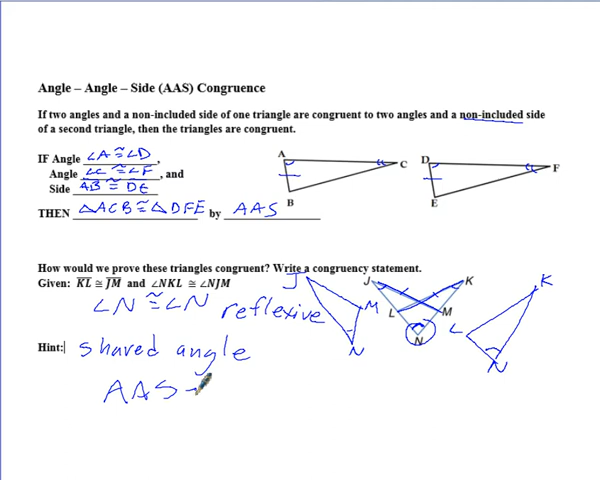 Angle – Angle – Side (AAS) Congruence
If two angles and a non-included side of one triangle are congruent to two angles and a non-included side
of a second triangle, then the triangles are congruent.
IF Angle ∠A ≅ ∠D,
Angle ∠C ≅ ∠F, and
Side AB ≅ DE
THEN △ACB ≅ △DFE by AAS
A
C
B
D
F
E
How would we prove these triangles congruent? Write a congruency statement.
Given: KL ≅ JM and ∠NKL ≅ ∠NJM
∠N ≅ ∠N reflexive
J
M
N
J
K
L
M
N
K
L
N
Hint: shared angle
AAS -